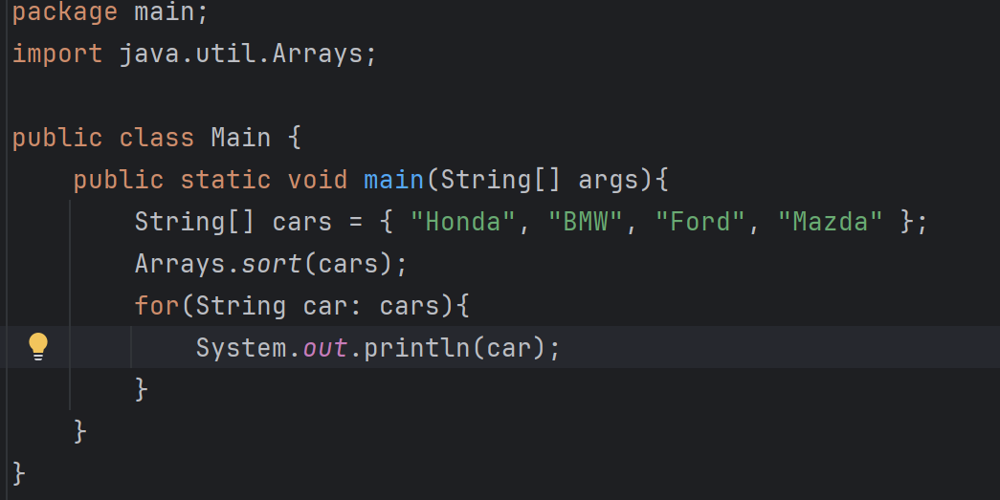 package main;
import java.util.Arrays;

public class Main {
    public static void main(String[] args){
        String[] cars = { "Honda", "BMW", "Ford", "Mazda" };
        Arrays.sort(cars);
        for(String car: cars){
            System.out.println(car);
        }
    }
}